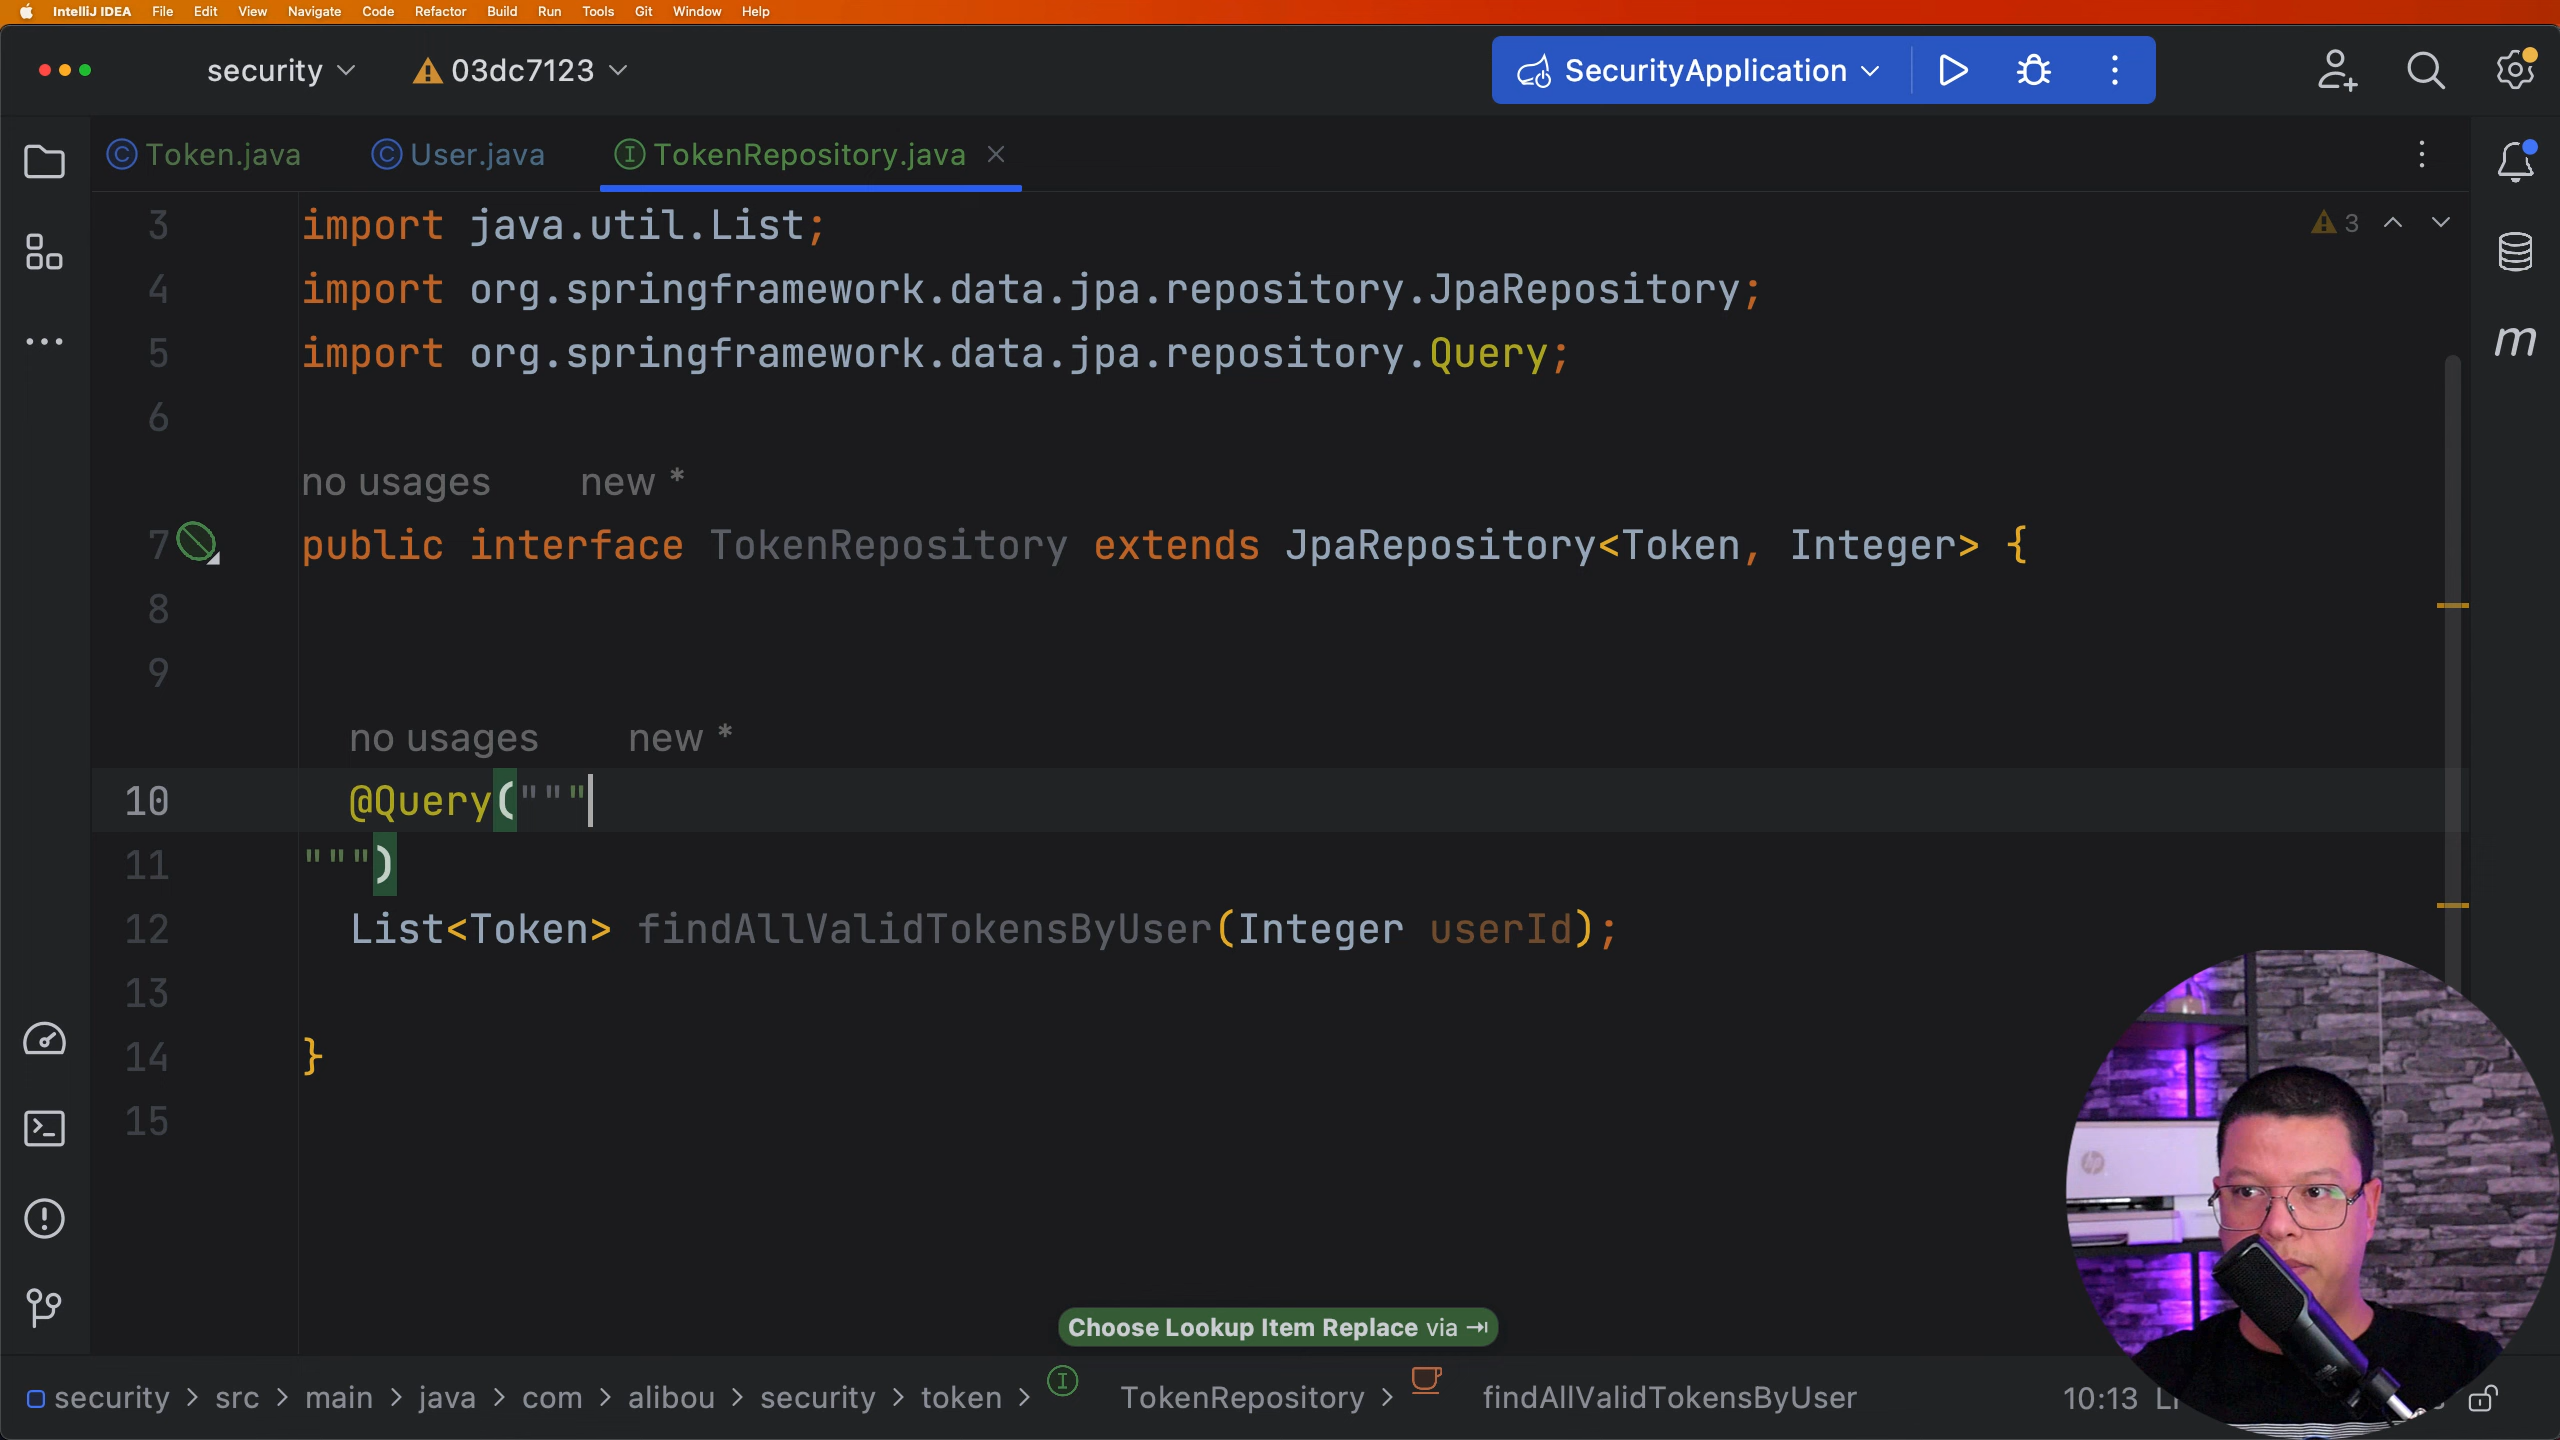 IntelliJ IDEA File Edit View Navigate Code Refactor Build Run Tools Git Window Help
security 03dc7123 SecurityApplication
Token.java User.java TokenRepository.java
3 import java.util.List; 3
4 import org.springframework.data.jpa.repository.JpaRepository;
5 import org.springframework.data.jpa.repository.Query;
6
no usages new *
7 public interface TokenRepository extends JpaRepository<Token, Integer> {
8
9
no usages new *
10 @Query("""
11 """)
12 List<Token> findAllValidTokensByUser(Integer userId);
13
14 }
15
Choose Lookup Item Replace via ⇥
security > src > main > java > com > alibou > security > token > TokenRepository > findAllValidTokensByUser 10:13